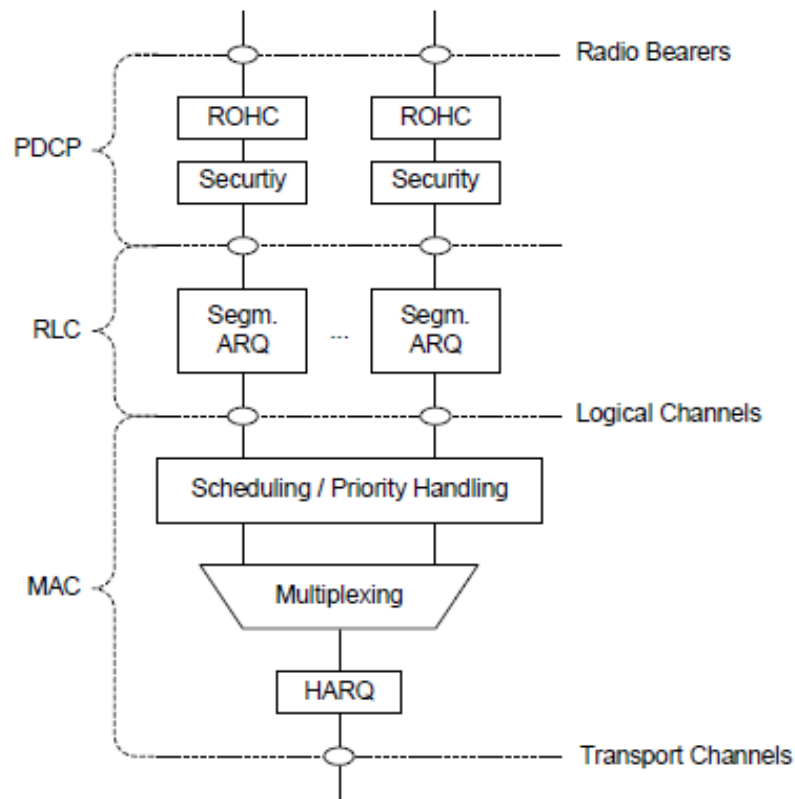 Radio Bearers
ROHC
ROHC
PDCP
Securtiy
Security
Segm.
ARQ
...
Segm.
ARQ
RLC
Logical Channels
Scheduling / Priority Handling
MAC
Multiplexing
HARQ
Transport Channels